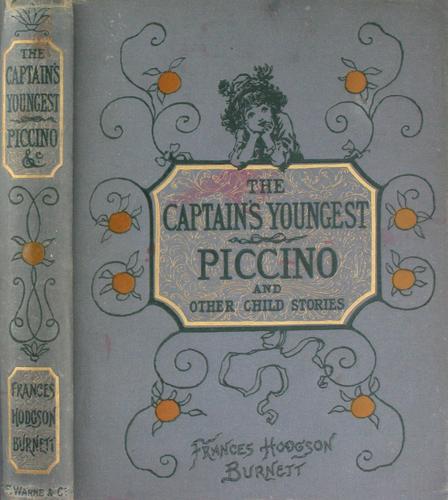 THE
CAPTAIN'S
YOUNGEST
PICCINO
&c
FRANCES
HODGSON
BURNETT
F. WARNE & Co
THE
CAPTAIN'S YOUNGEST
PICCINO
AND
OTHER CHILD STORIES
FRANCES HODGSON
BURNETT